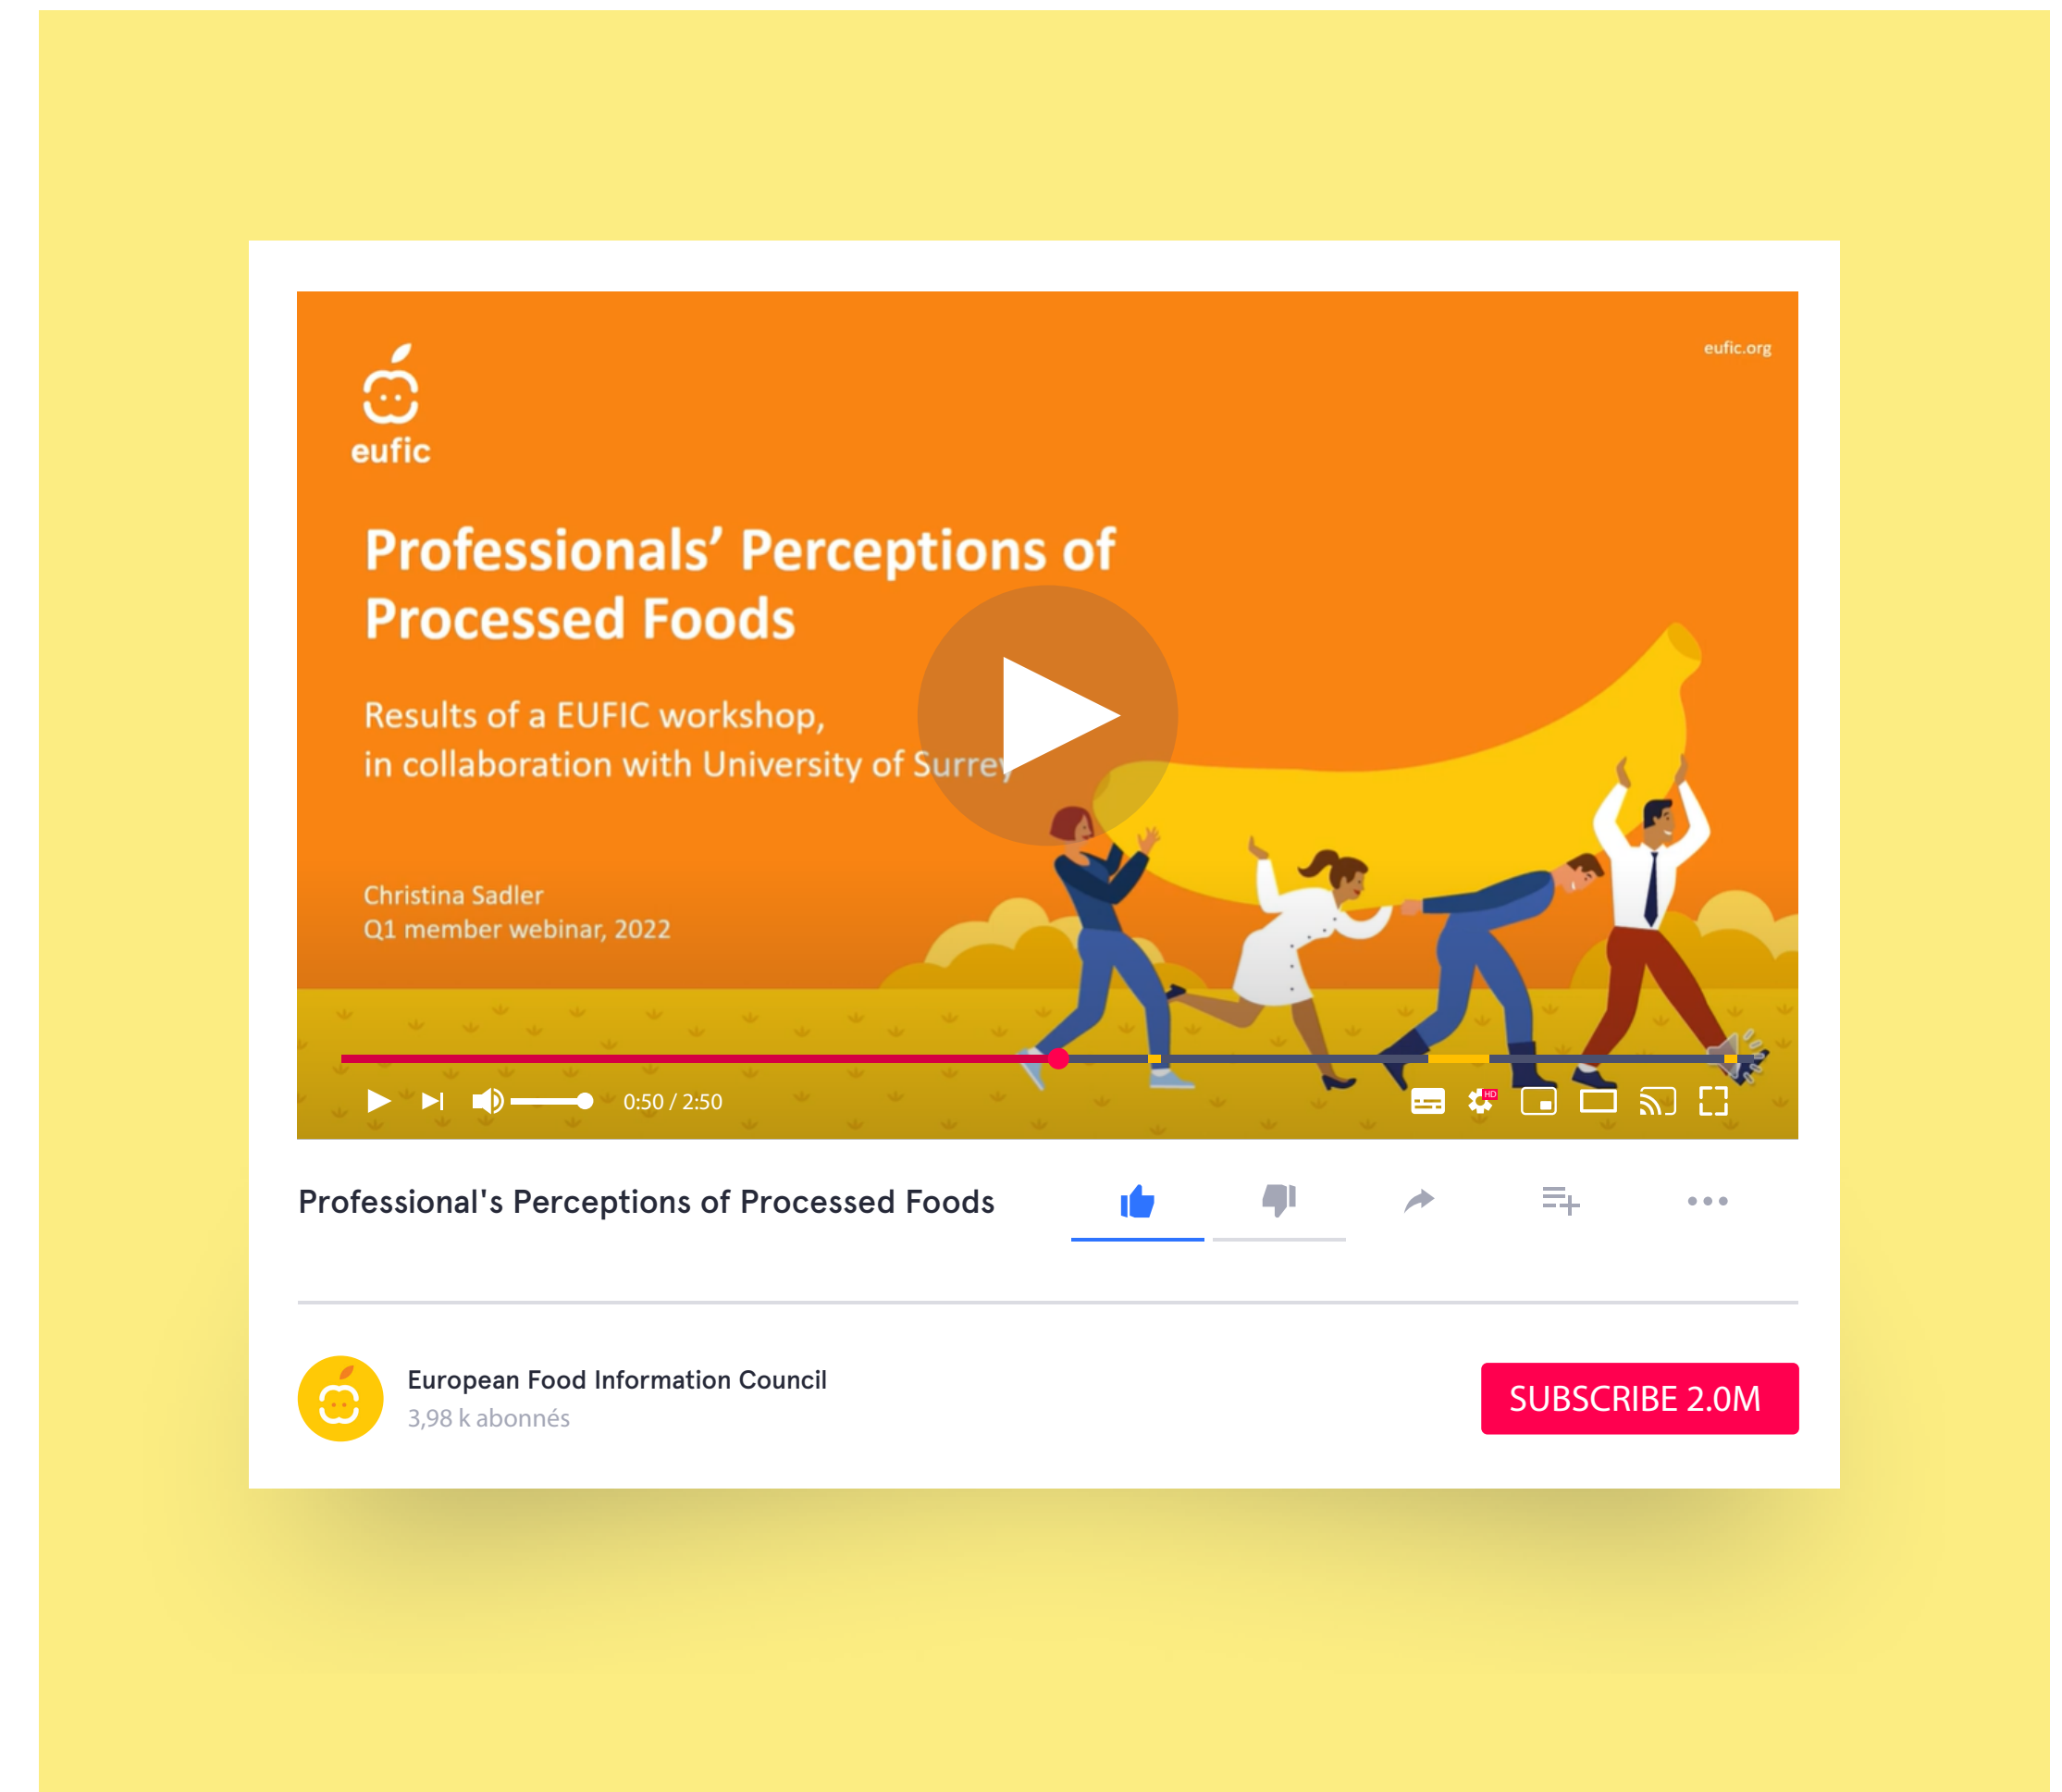 eufic.org
eufic
Professionals’ Perceptions of
Processed Foods
Results of a EUFIC workshop,
in collaboration with University of Surrey
Christina Sadler
Q1 member webinar, 2022
0:50 / 2:50
HD
Professional's Perceptions of Processed Foods
European Food Information Council
3,98 k abonnés
SUBSCRIBE 2.0M